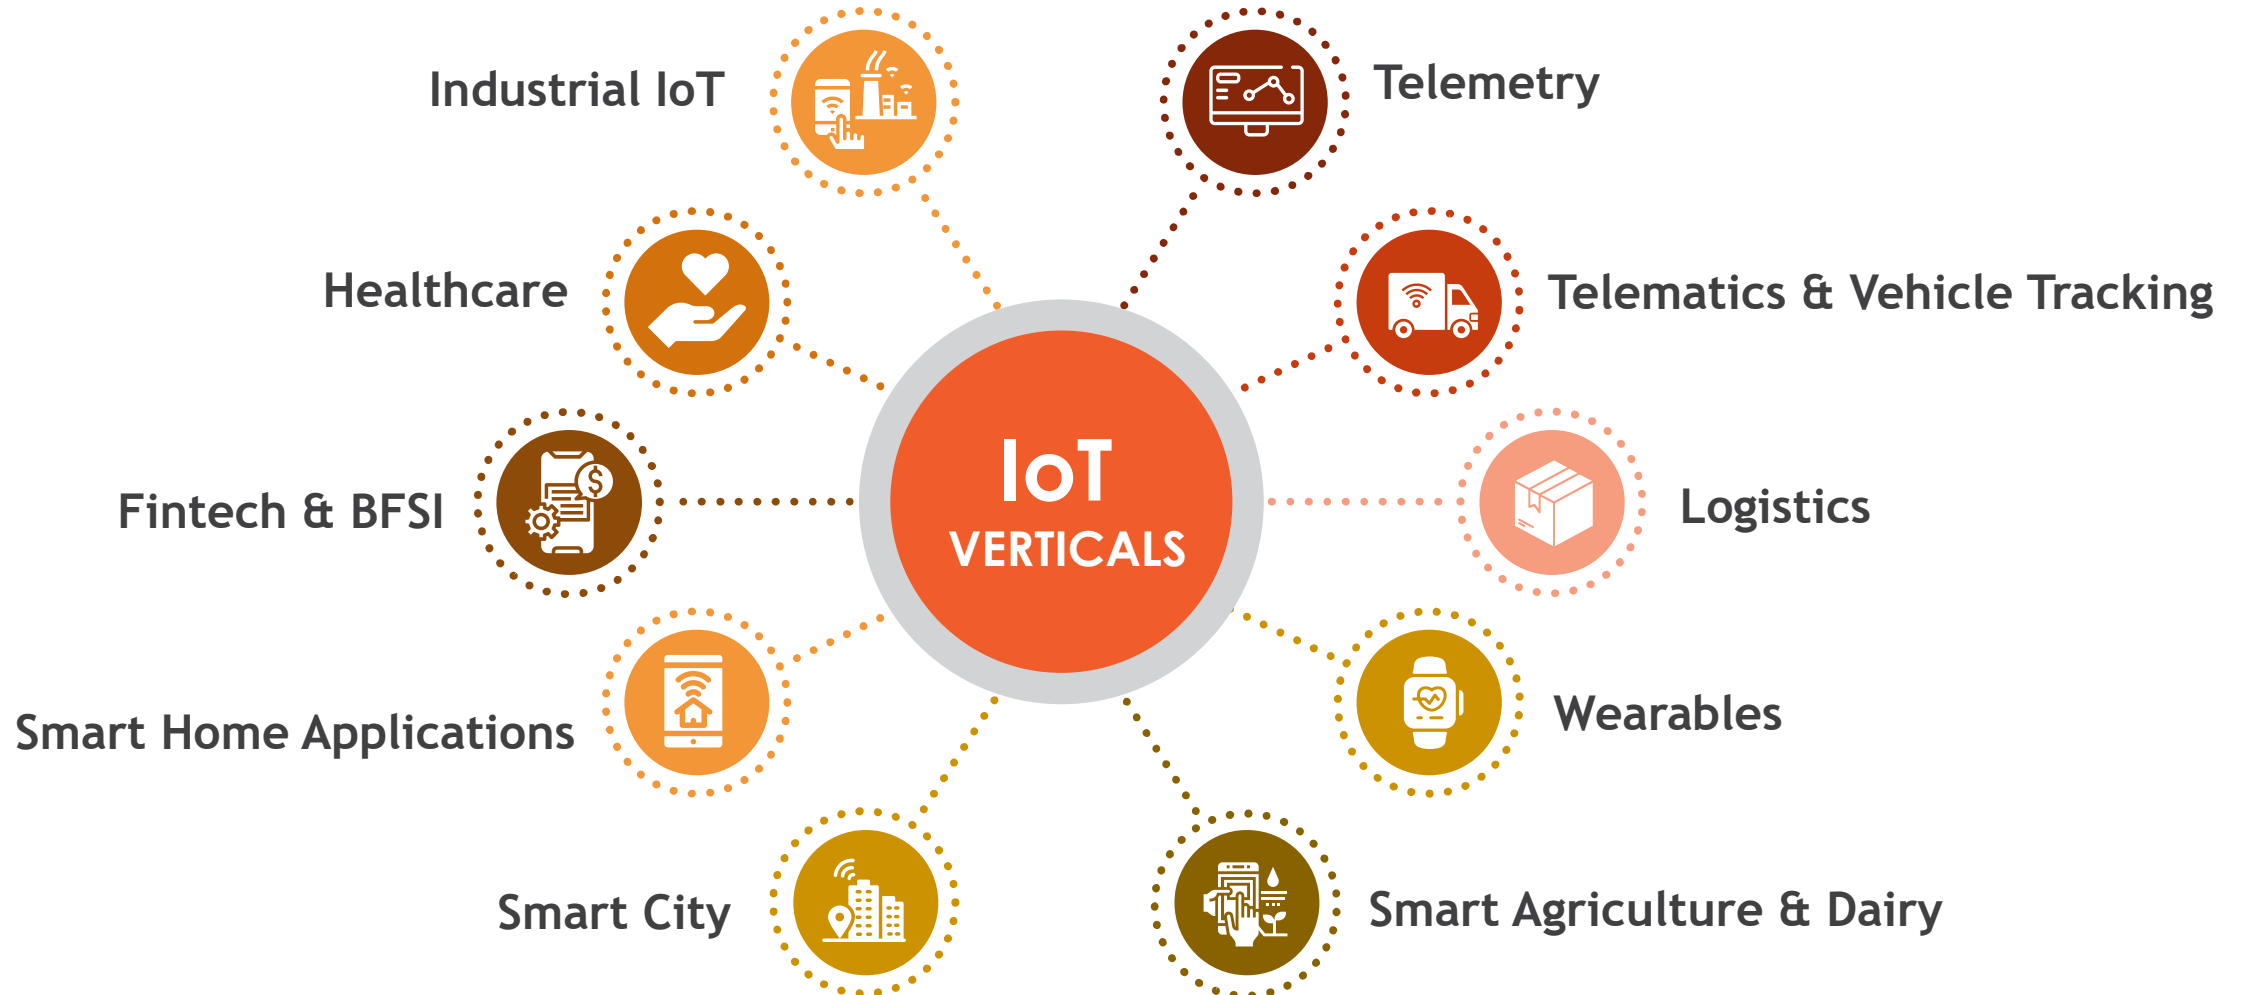 Industrial IoT
Telemetry
Healthcare
Telematics & Vehicle Tracking
IoT
VERTICALS
Fintech & BFSI
$
Logistics
Smart Home Applications
Wearables
Smart City
Smart Agriculture & Dairy